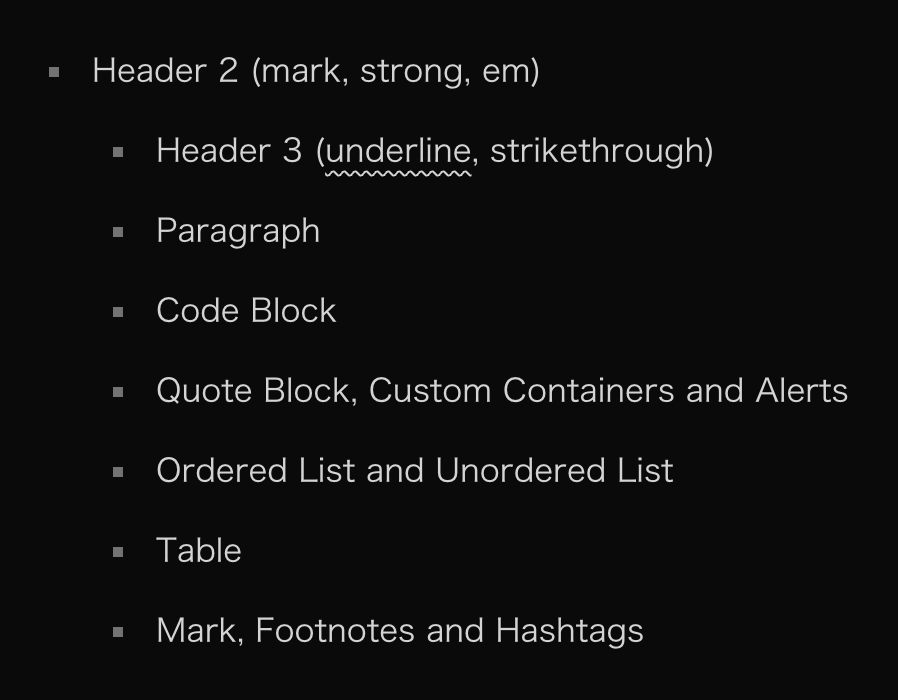 Header 2 (mark, strong, em)
Header 3 (underline, strikethrough)
Paragraph
Code Block
Quote Block, Custom Containers and Alerts
Ordered List and Unordered List
Table
Mark, Footnotes and Hashtags